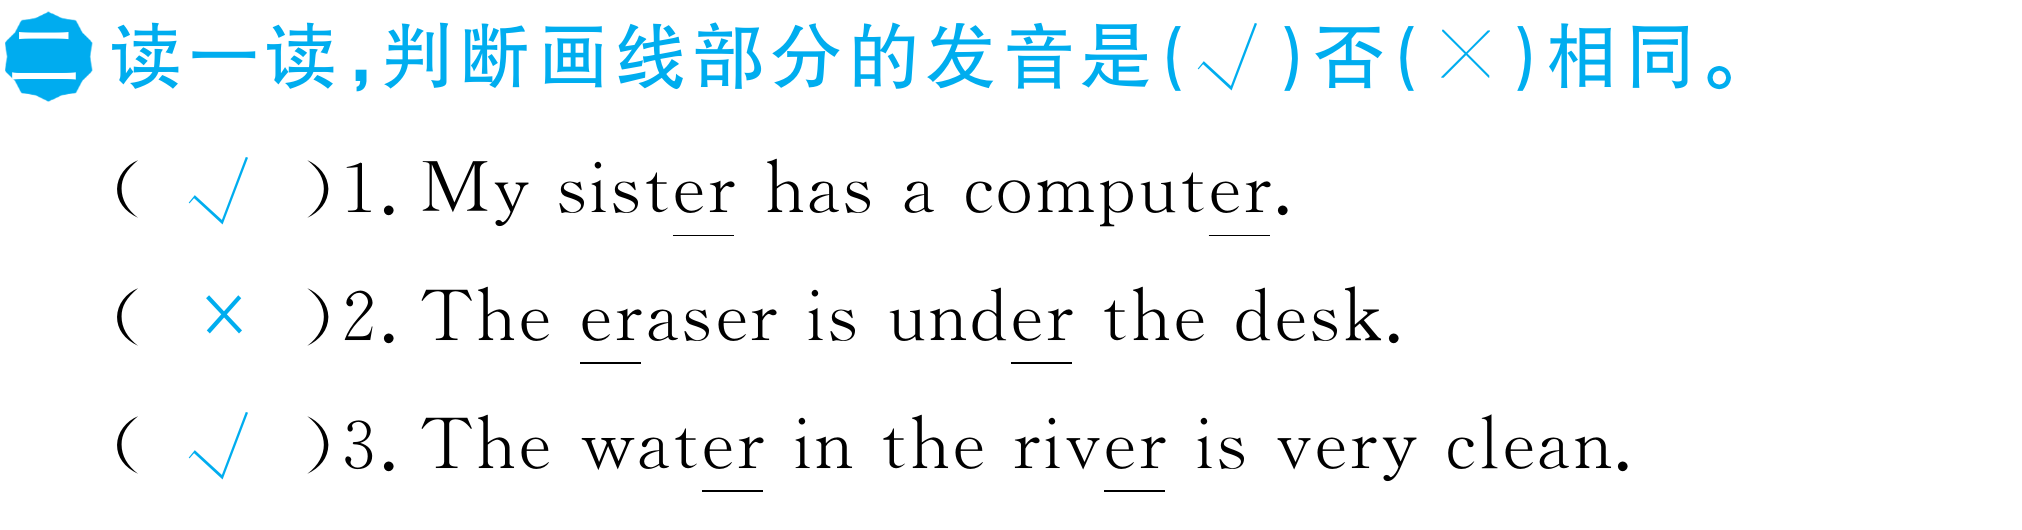 二 读一读,判断画线部分的发音是(√)否(×)相同。
( √ )1. My sister has a computer.
( × )2. The eraser is under the desk.
( √ )3. The water in the river is very clean.